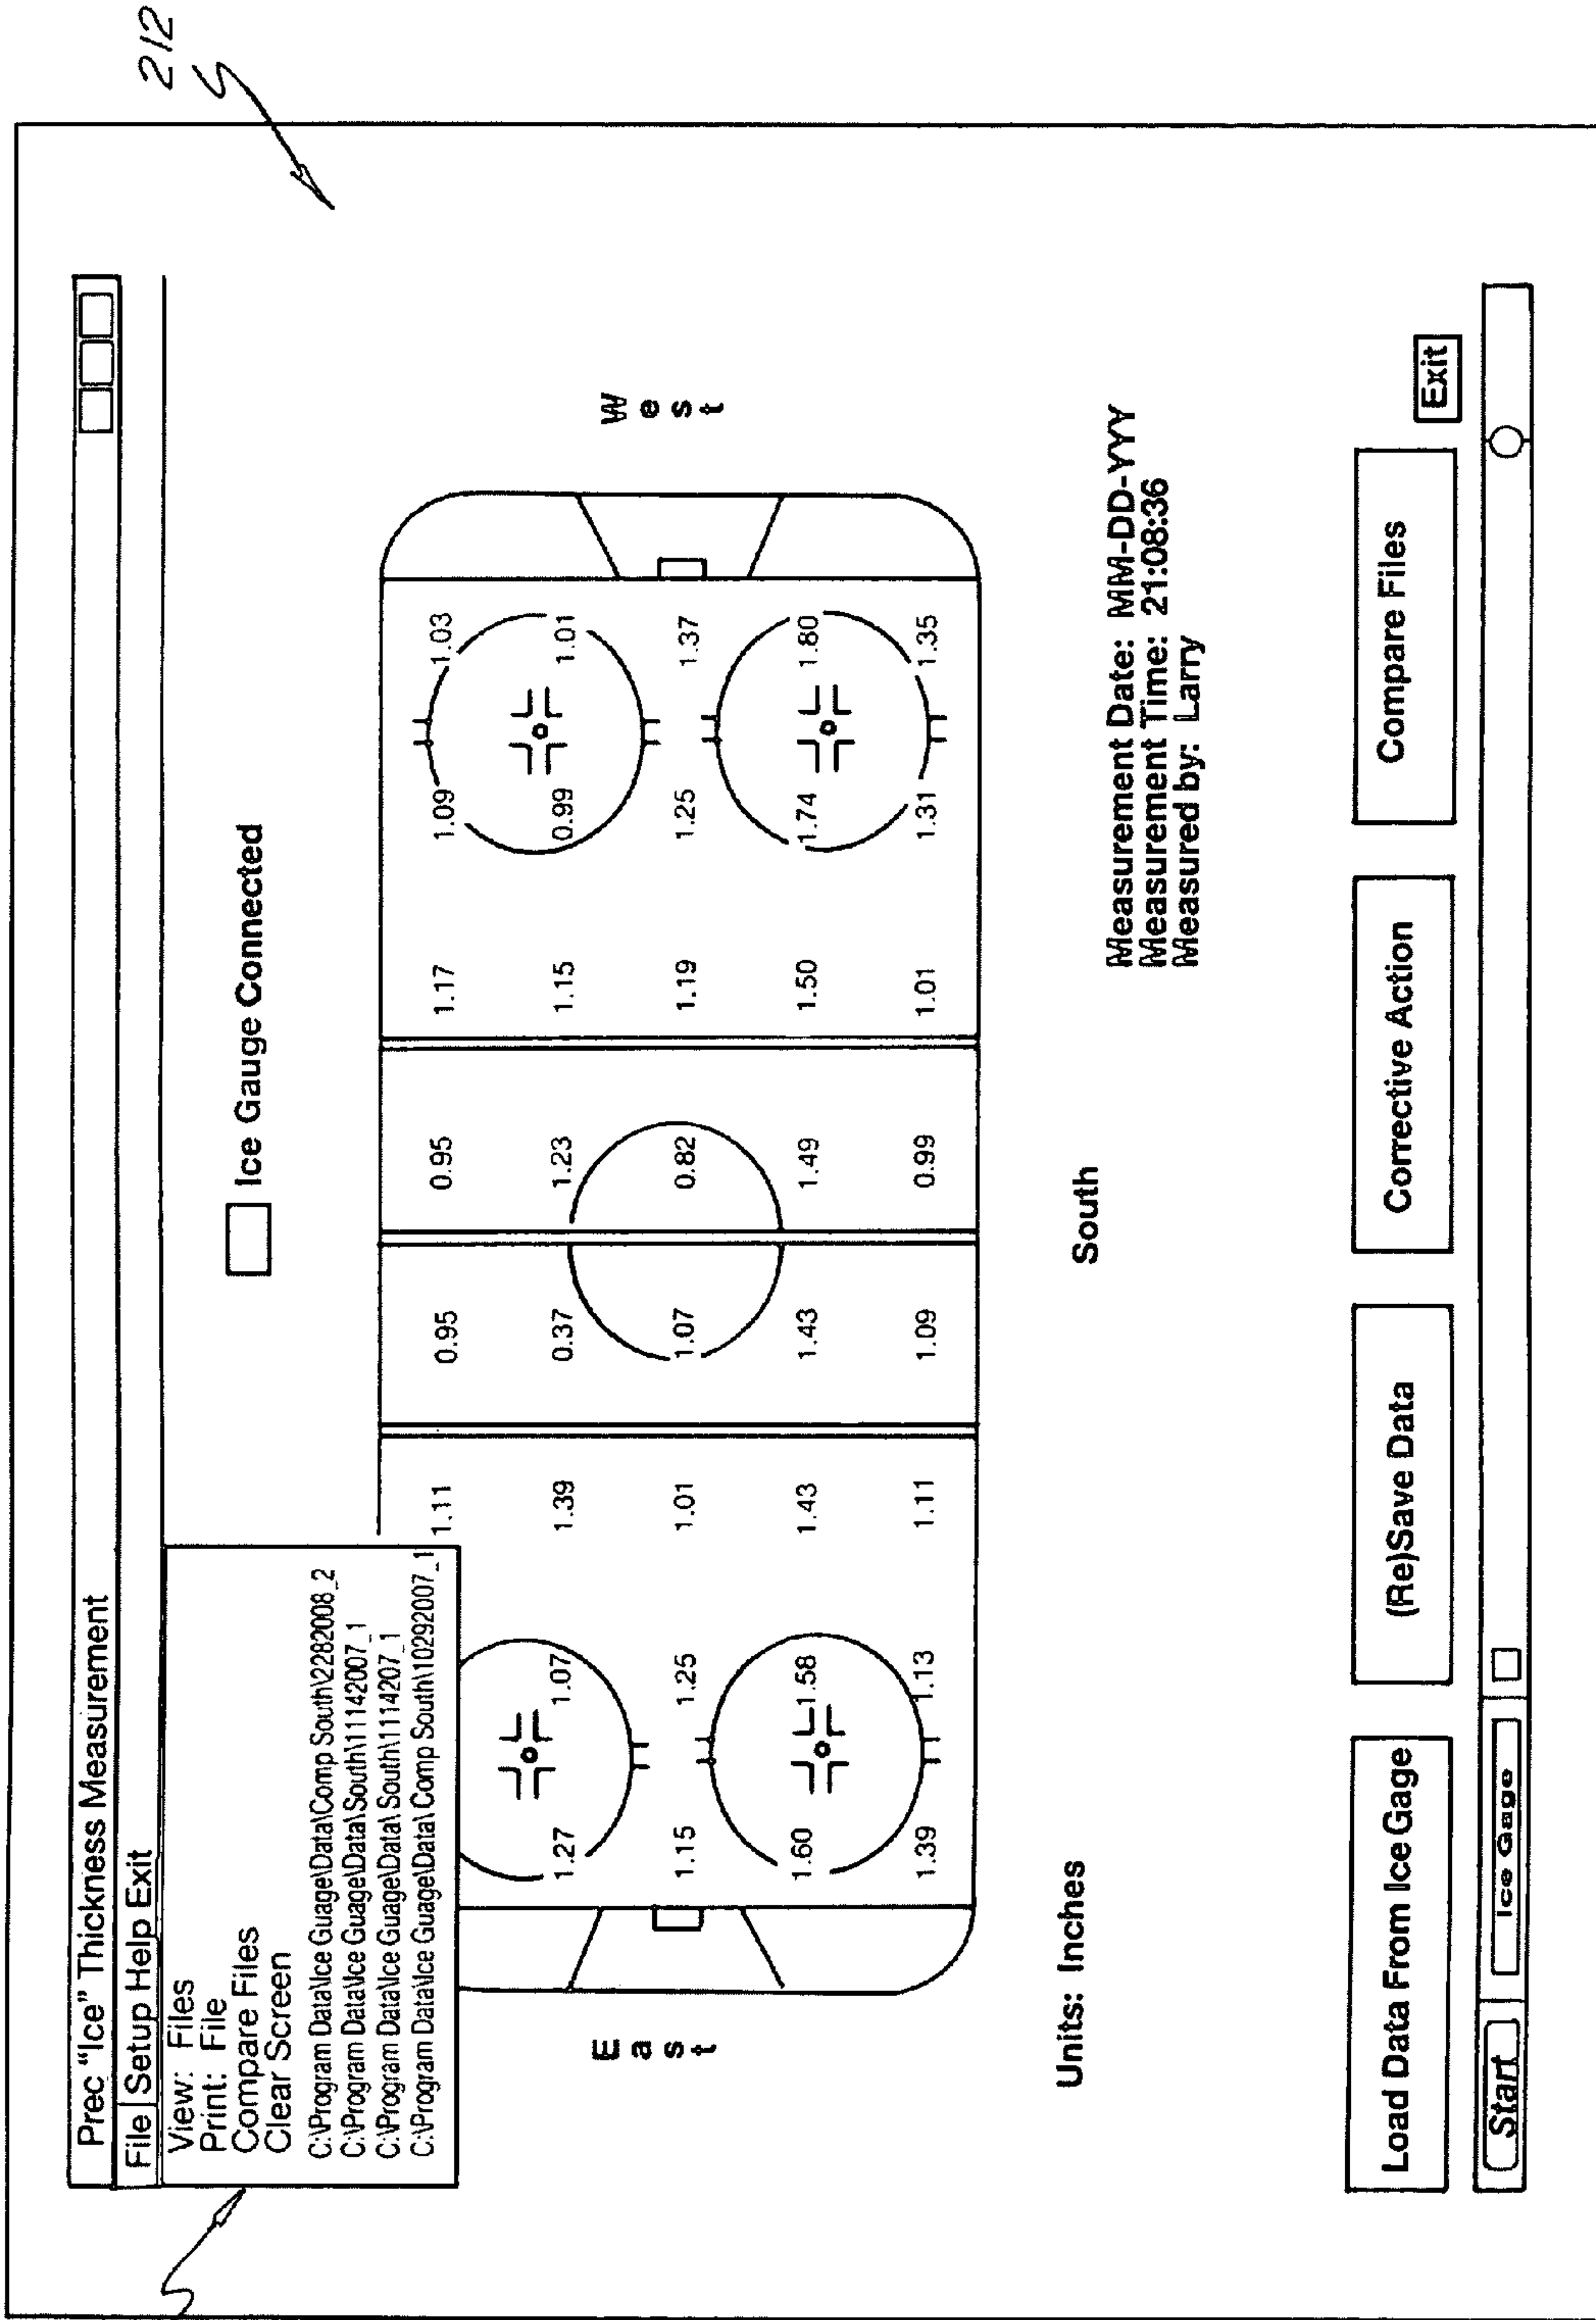 212
Prec “Ice” Thickness Measurement
File Setup Help Exit
View: Files
Print: File
Compare Files
Clear Screen
C:\Program Data\Ice Guage\Data\Comp South\2282008_2
C:\Program Data\Ice Guage\Data\South\11142007_1
C:\Program Data\Ice Guage\Data\ South\1114207_1
C:\Program Data\Ice Guage\Data\ Comp South\10292007_1
Ice Gauge Connected
1.11 0.95 0.95 1.17 1.09 1.03
1.27 1.07 1.39 0.37 1.23 1.15 0.99 1.01
1.15 1.25 1.01 1.07 0.82 1.19 1.25 1.37
1.60 1.58 1.43 1.43 1.49 1.50 1.74 1.80
1.39 1.13 1.11 1.09 0.99 1.01 1.31 1.35
East
West
Units: Inches
South
Measurement Date: MM-DD-YYY
Measurement Time: 21:08:36
Measured by: Larry
Load Data From Ice Gage
(Re)Save Data
Corrective Action
Compare Files
Exit
Start
Ice Gage